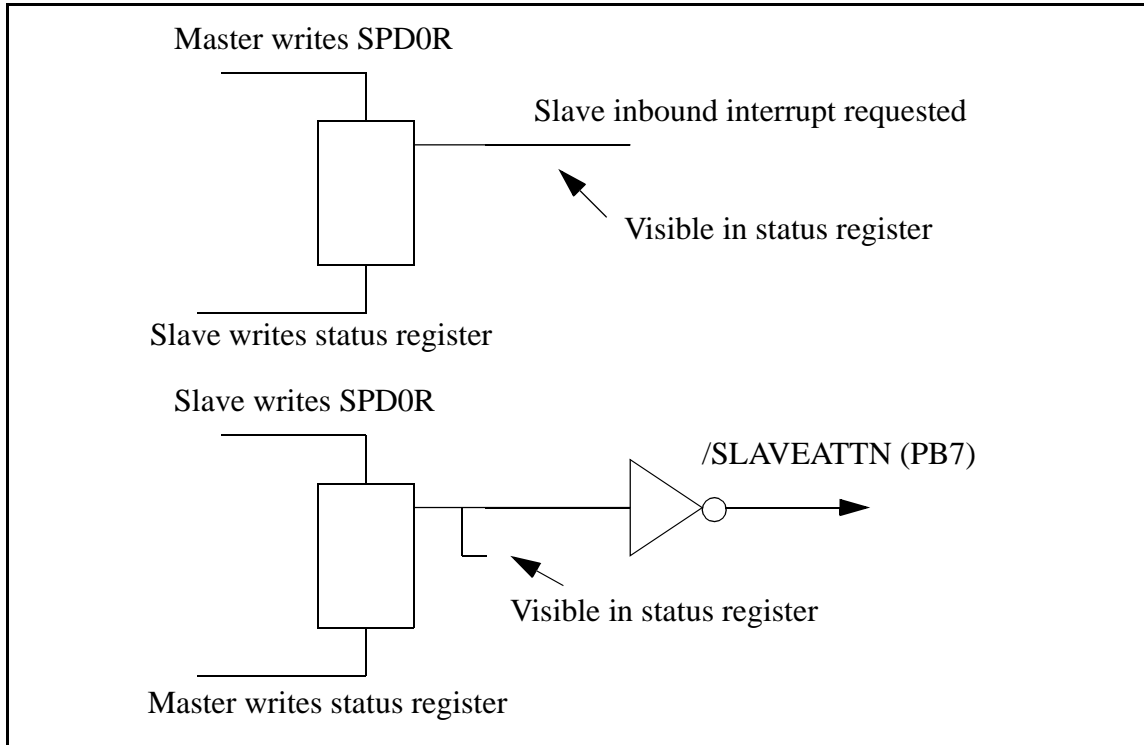 Master writes SPD0R
Slave inbound interrupt requested
Visible in status register
Slave writes status register
Slave writes SPD0R
/SLAVEATTN (PB7)
Visible in status register
Master writes status register